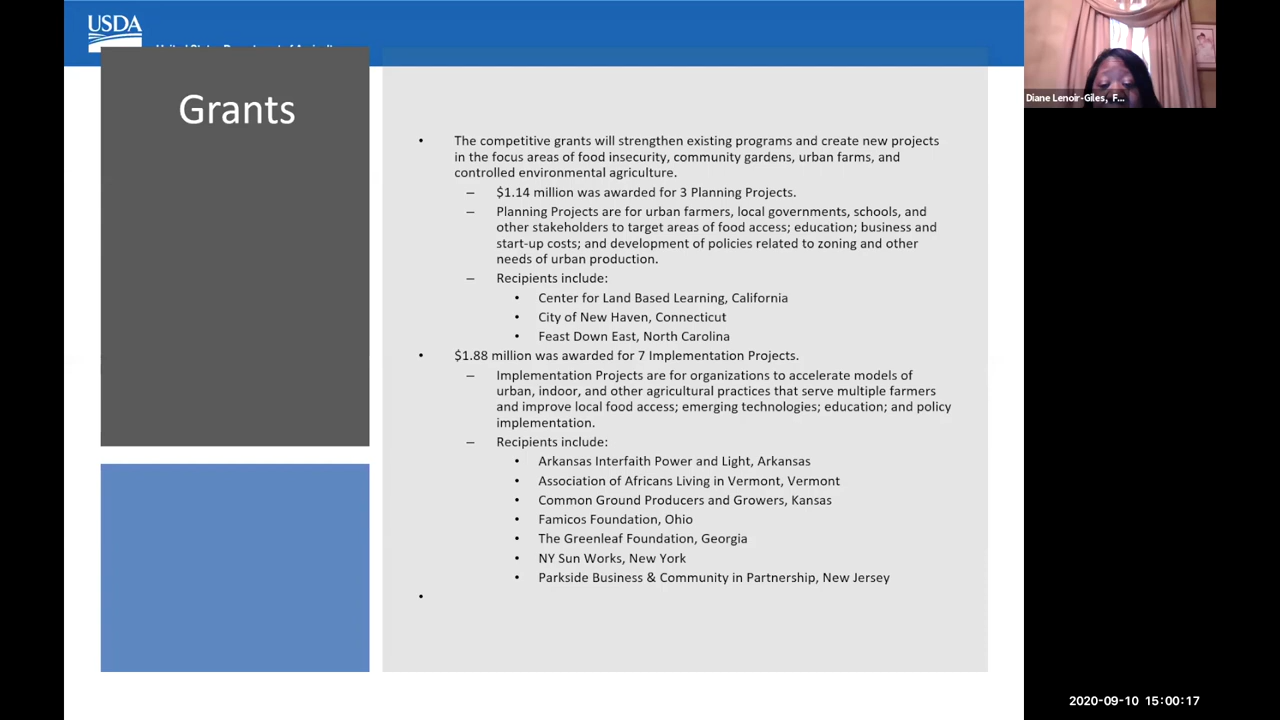 USDA
Grants
• The competitive grants will strengthen existing programs and create new projects
in the focus areas of food insecurity, community gardens, urban farms, and
controlled environmental agriculture.
– $1.14 million was awarded for 3 Planning Projects.
– Planning Projects are for urban farmers, local governments, schools, and
other stakeholders to target areas of food access; education; business and
start-up costs; and development of policies related to zoning and other
needs of urban production.
– Recipients include:
• Center for Land Based Learning, California
• City of New Haven, Connecticut
• Feast Down East, North Carolina
• $1.88 million was awarded for 7 Implementation Projects.
– Implementation Projects are for organizations to accelerate models of
urban, indoor, and other agricultural practices that serve multiple farmers
and improve local food access; emerging technologies; education; and policy
implementation.
– Recipients include:
• Arkansas Interfaith Power and Light, Arkansas
• Association of Africans Living in Vermont, Vermont
• Common Ground Producers and Growers, Kansas
• Famicos Foundation, Ohio
• The Greenleaf Foundation, Georgia
• NY Sun Works, New York
• Parkside Business & Community in Partnership, New Jersey
•
Diane Lenoir-Giles, F...
2020-09-10 15:00:17